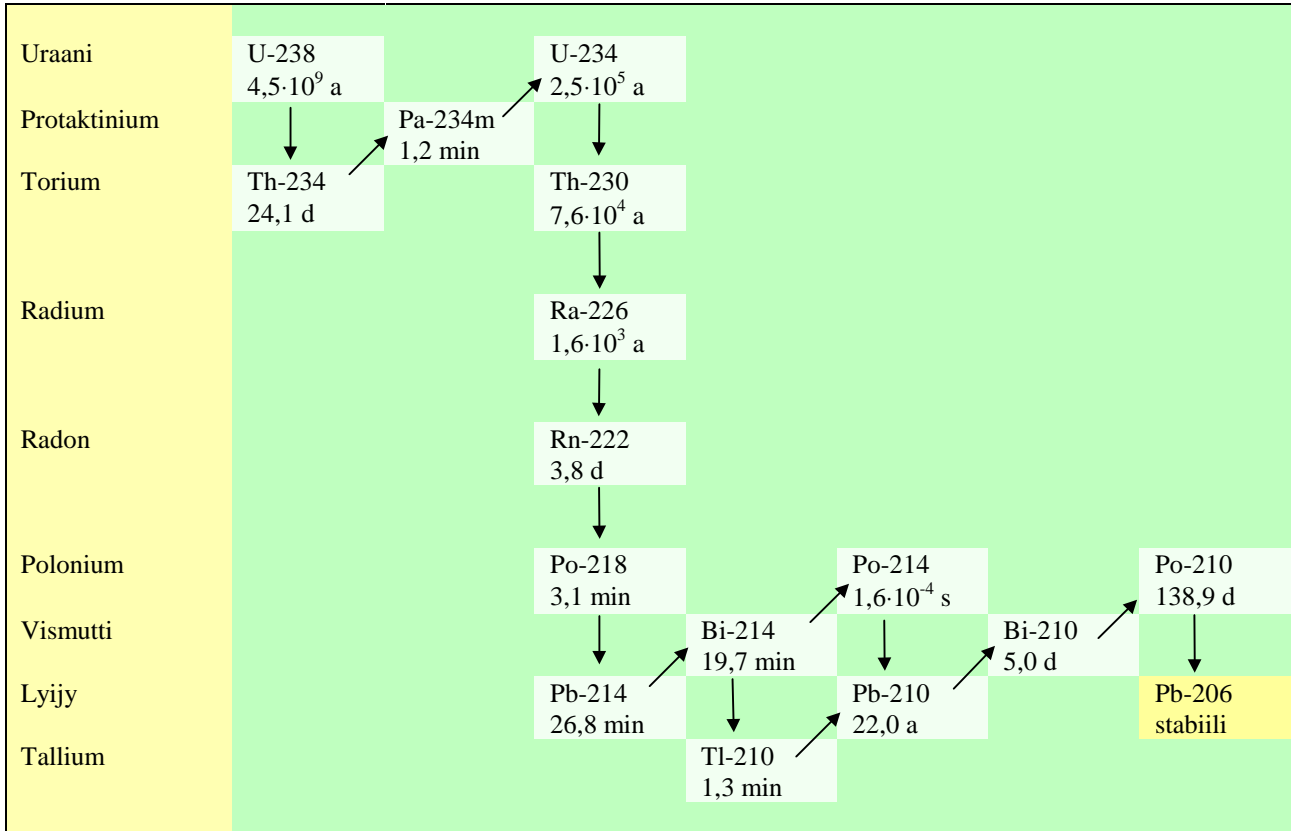 Uraani U-238 U-234
4,5·10⁹ a 2,5·10⁵ a
Protaktinium Pa-234m
1,2 min
Torium Th-234 Th-230
24,1 d 7,6·10⁴ a
Radium Ra-226
1,6·10³ a
Radon Rn-222
3,8 d
Polonium Po-218 Po-214 Po-210
3,1 min 1,6·10⁻⁴ s 138,9 d
Vismutti Bi-214 Bi-210
19,7 min 5,0 d
Lyijy Pb-214 Pb-210 Pb-206
26,8 min 22,0 a stabiili
Tallium Tl-210
1,3 min